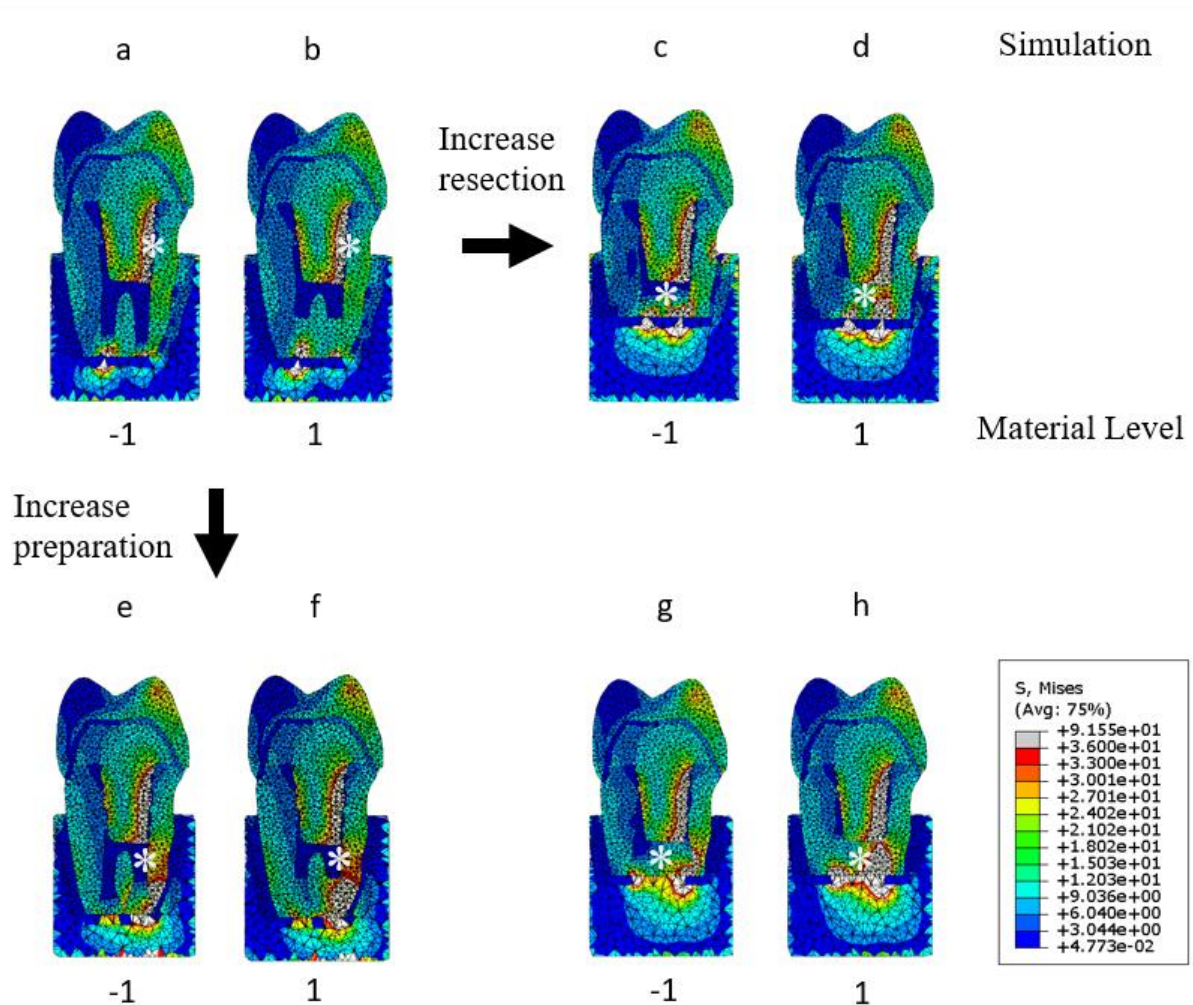 a b c d Simulation
Increase
resection
-1 1 -1 1 Material Level
Increase
preparation
e f g h
S, Mises
(Avg: 75%)
+9.155e+01
+3.600e+01
+3.300e+01
+3.001e+01
+2.701e+01
+2.402e+01
+2.102e+01
+1.802e+01
+1.503e+01
+1.203e+01
+9.036e+00
+6.040e+00
+3.044e+00
+4.773e-02
-1 1 -1 1